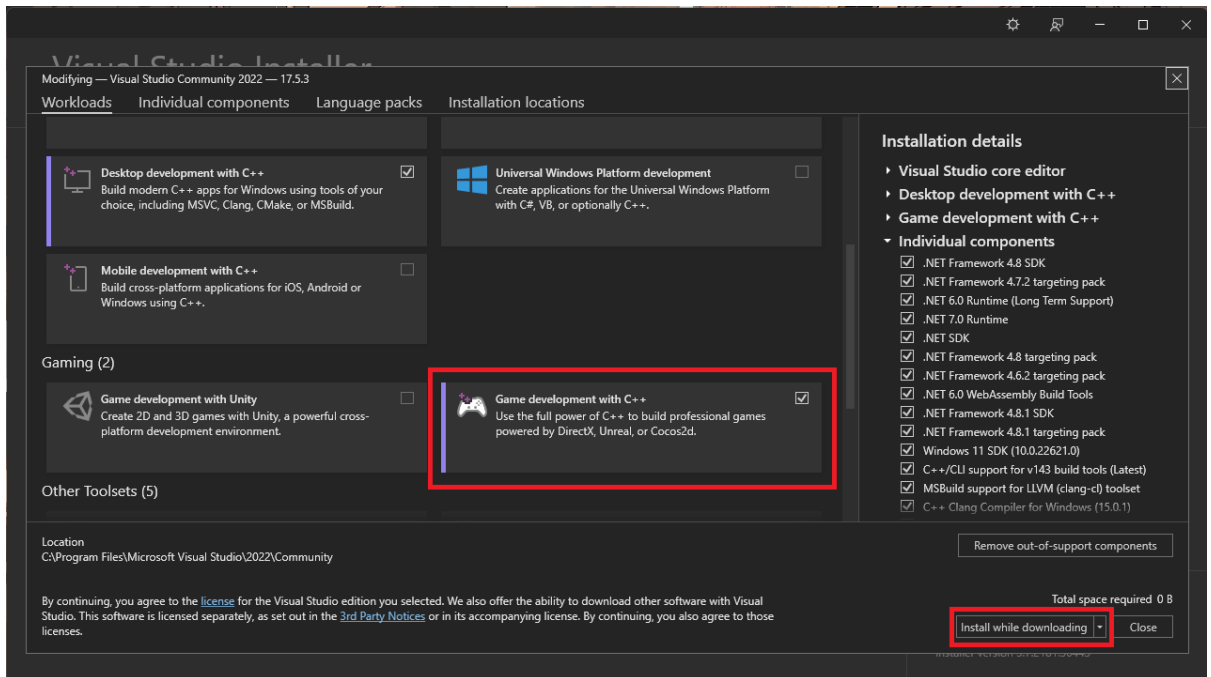 Visual Studio Installer
Modifying — Visual Studio Community 2022 — 17.5.3
Workloads Individual components Language packs Installation locations
Desktop development with C++
Build modern C++ apps for Windows using tools of your
choice, including MSVC, Clang, CMake, or MSBuild.
Universal Windows Platform development
Create applications for the Universal Windows Platform
with C#, VB, or optionally C++.
Mobile development with C++
Build cross-platform applications for iOS, Android or
Windows using C++.
Gaming (2)
Game development with Unity
Create 2D and 3D games with Unity, a powerful cross-
platform development environment.
Game development with C++
Use the full power of C++ to build professional games
powered by DirectX, Unreal, or Cocos2d.
Other Toolsets (5)
Installation details
Visual Studio core editor
Desktop development with C++
Game development with C++
Individual components
.NET Framework 4.8 SDK
.NET Framework 4.7.2 targeting pack
.NET 6.0 Runtime (Long Term Support)
.NET 7.0 Runtime
.NET SDK
.NET Framework 4.8 targeting pack
.NET Framework 4.6.2 targeting pack
.NET 6.0 WebAssembly Build Tools
.NET Framework 4.8.1 SDK
.NET Framework 4.8.1 targeting pack
Windows 11 SDK (10.0.22621.0)
C++/CLI support for v143 build tools (Latest)
MSBuild support for LLVM (clang-cl) toolset
C++ Clang Compiler for Windows (15.0.1)
Location
C:\Program Files\Microsoft Visual Studio\2022\Community
Remove out-of-support components
By continuing, you agree to the license for the Visual Studio edition you selected. We also offer the ability to download other software with Visual
Studio. This software is licensed separately, as set out in the 3rd Party Notices or in its accompanying license. By continuing, you also agree to those
licenses.
Total space required 0 B
Install while downloading Close